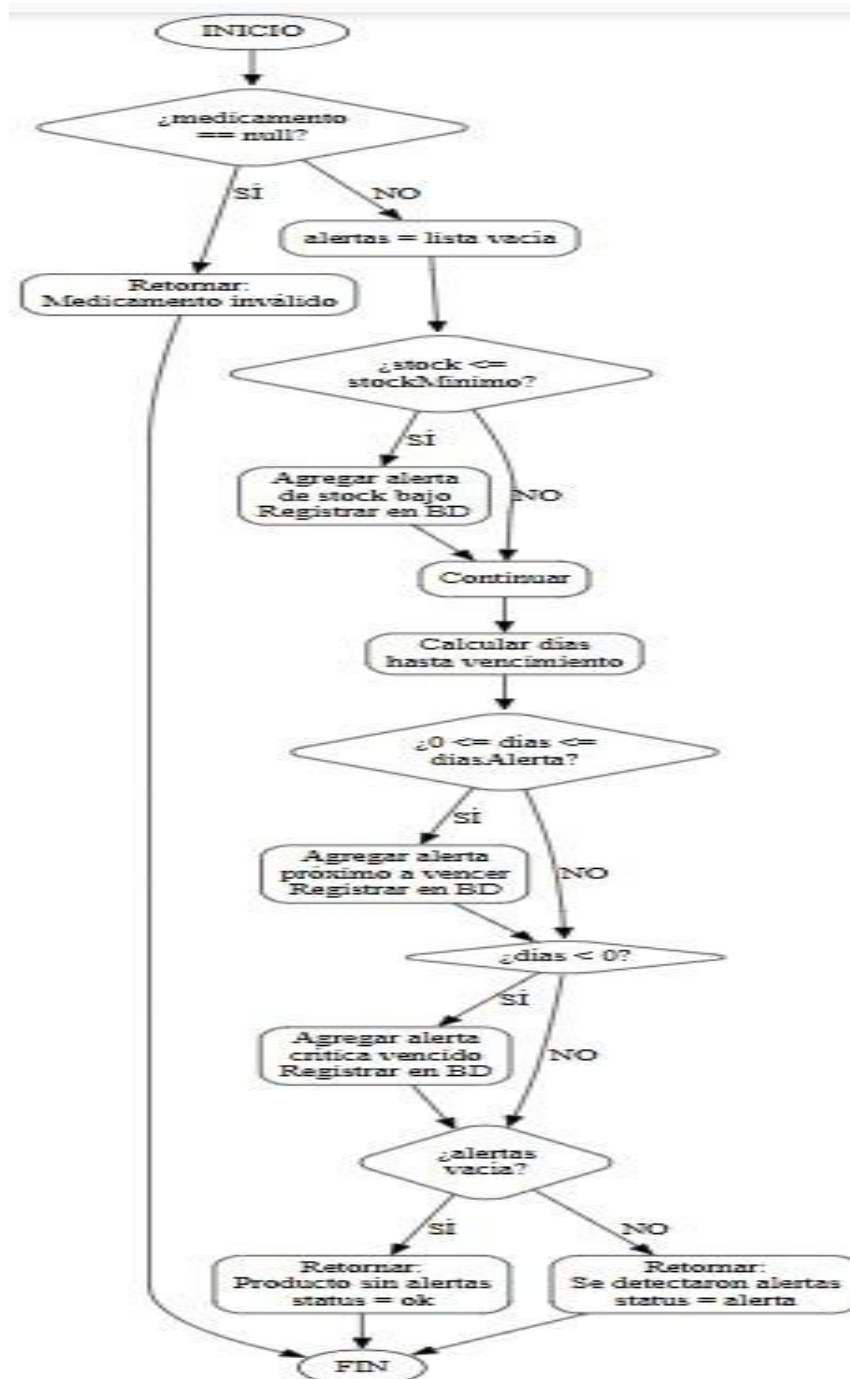 INICIO
¿medicamento
== null?
SÍ
NO
alertas = lista vacía
Retornar:
Medicamento inválido
¿stock <=
stockMinimo?
SÍ
Agregar alerta
de stock bajo
Registrar en BD
NO
Continuar
Calcular días
hasta vencimiento
¿0 <= dias <=
diasAlerta?
SÍ
Agregar alerta
próximo a vencer
Registrar en BD
NO
¿dias < 0?
SÍ
Agregar alerta
crítica vencido
Registrar en BD
NO
¿alertas
vacía?
SÍ
NO
Retornar:
Producto sin alertas
status = ok
Retornar:
Se detectaron alertas
status = alerta
FIN